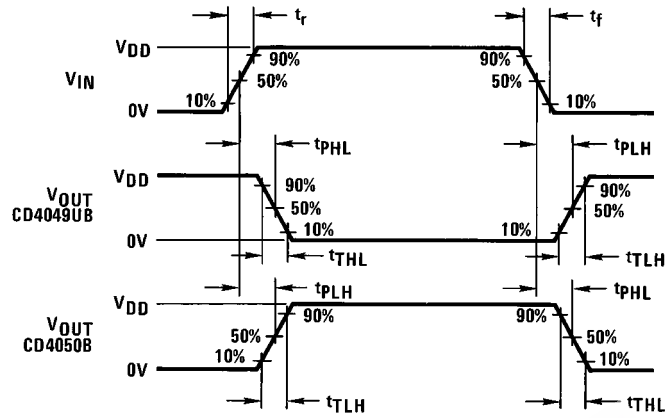 tr tf
VDD
90% 90%
VIN 50% 50%
10% 10%
0V
tPHL tPLH
VDD
90% 90%
VOUT 50% 50%
CD4049UB
10% 10%
0V
tTHL tTLH
tPLH tPHL
VDD
90% 90%
VOUT 50% 50%
CD4050B
10% 10%
0V
tTLH tTHL